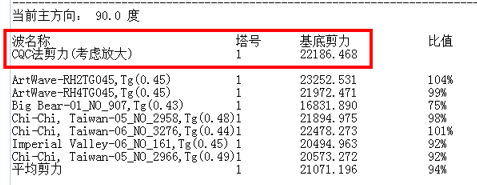 当前主方向： 90.0 度
波名称 塔号 基底剪力 比值
CQC法剪力(考虑放大) 1 22186.468
ArtWave-RH2TG045,Tg(0.45) 1 23252.531 104%
ArtWave-RH4TG045,Tg(0.45) 1 21972.471 99%
Big Bear-01_NO_907,Tg(0.43) 1 16831.890 75%
Chi-Chi, Taiwan-05_NO_2958,Tg(0.48) 1 21894.975 98%
Chi-Chi, Taiwan-06_NO_3276,Tg(0.44) 1 22478.273 101%
Imperial Valley-06_NO_161,Tg(0.45) 1 20494.963 92%
Chi-Chi, Taiwan-05_NO_2966,Tg(0.49) 1 20573.272 92%
平均剪力 1 21071.196 94%